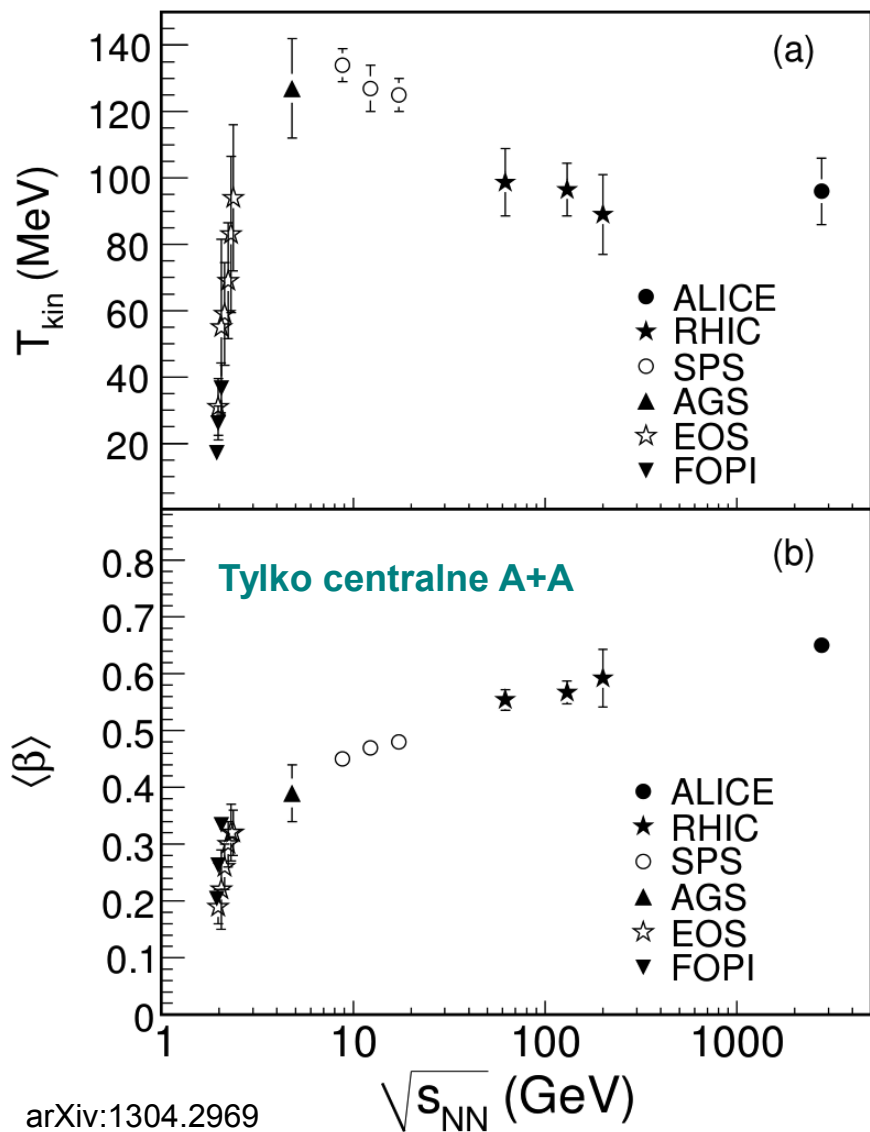 140
120
100
80
60
40
20
T_kin (MeV)
(a)
● ALICE
★ RHIC
○ SPS
▲ AGS
☆ EOS
▼ FOPI
0.8
0.7
0.6
0.5
0.4
0.3
0.2
0.1
0
⟨β⟩
Tylko centralne A+A
(b)
● ALICE
★ RHIC
○ SPS
▲ AGS
☆ EOS
▼ FOPI
1 10 100 1000
√s_NN (GeV)
arXiv:1304.2969